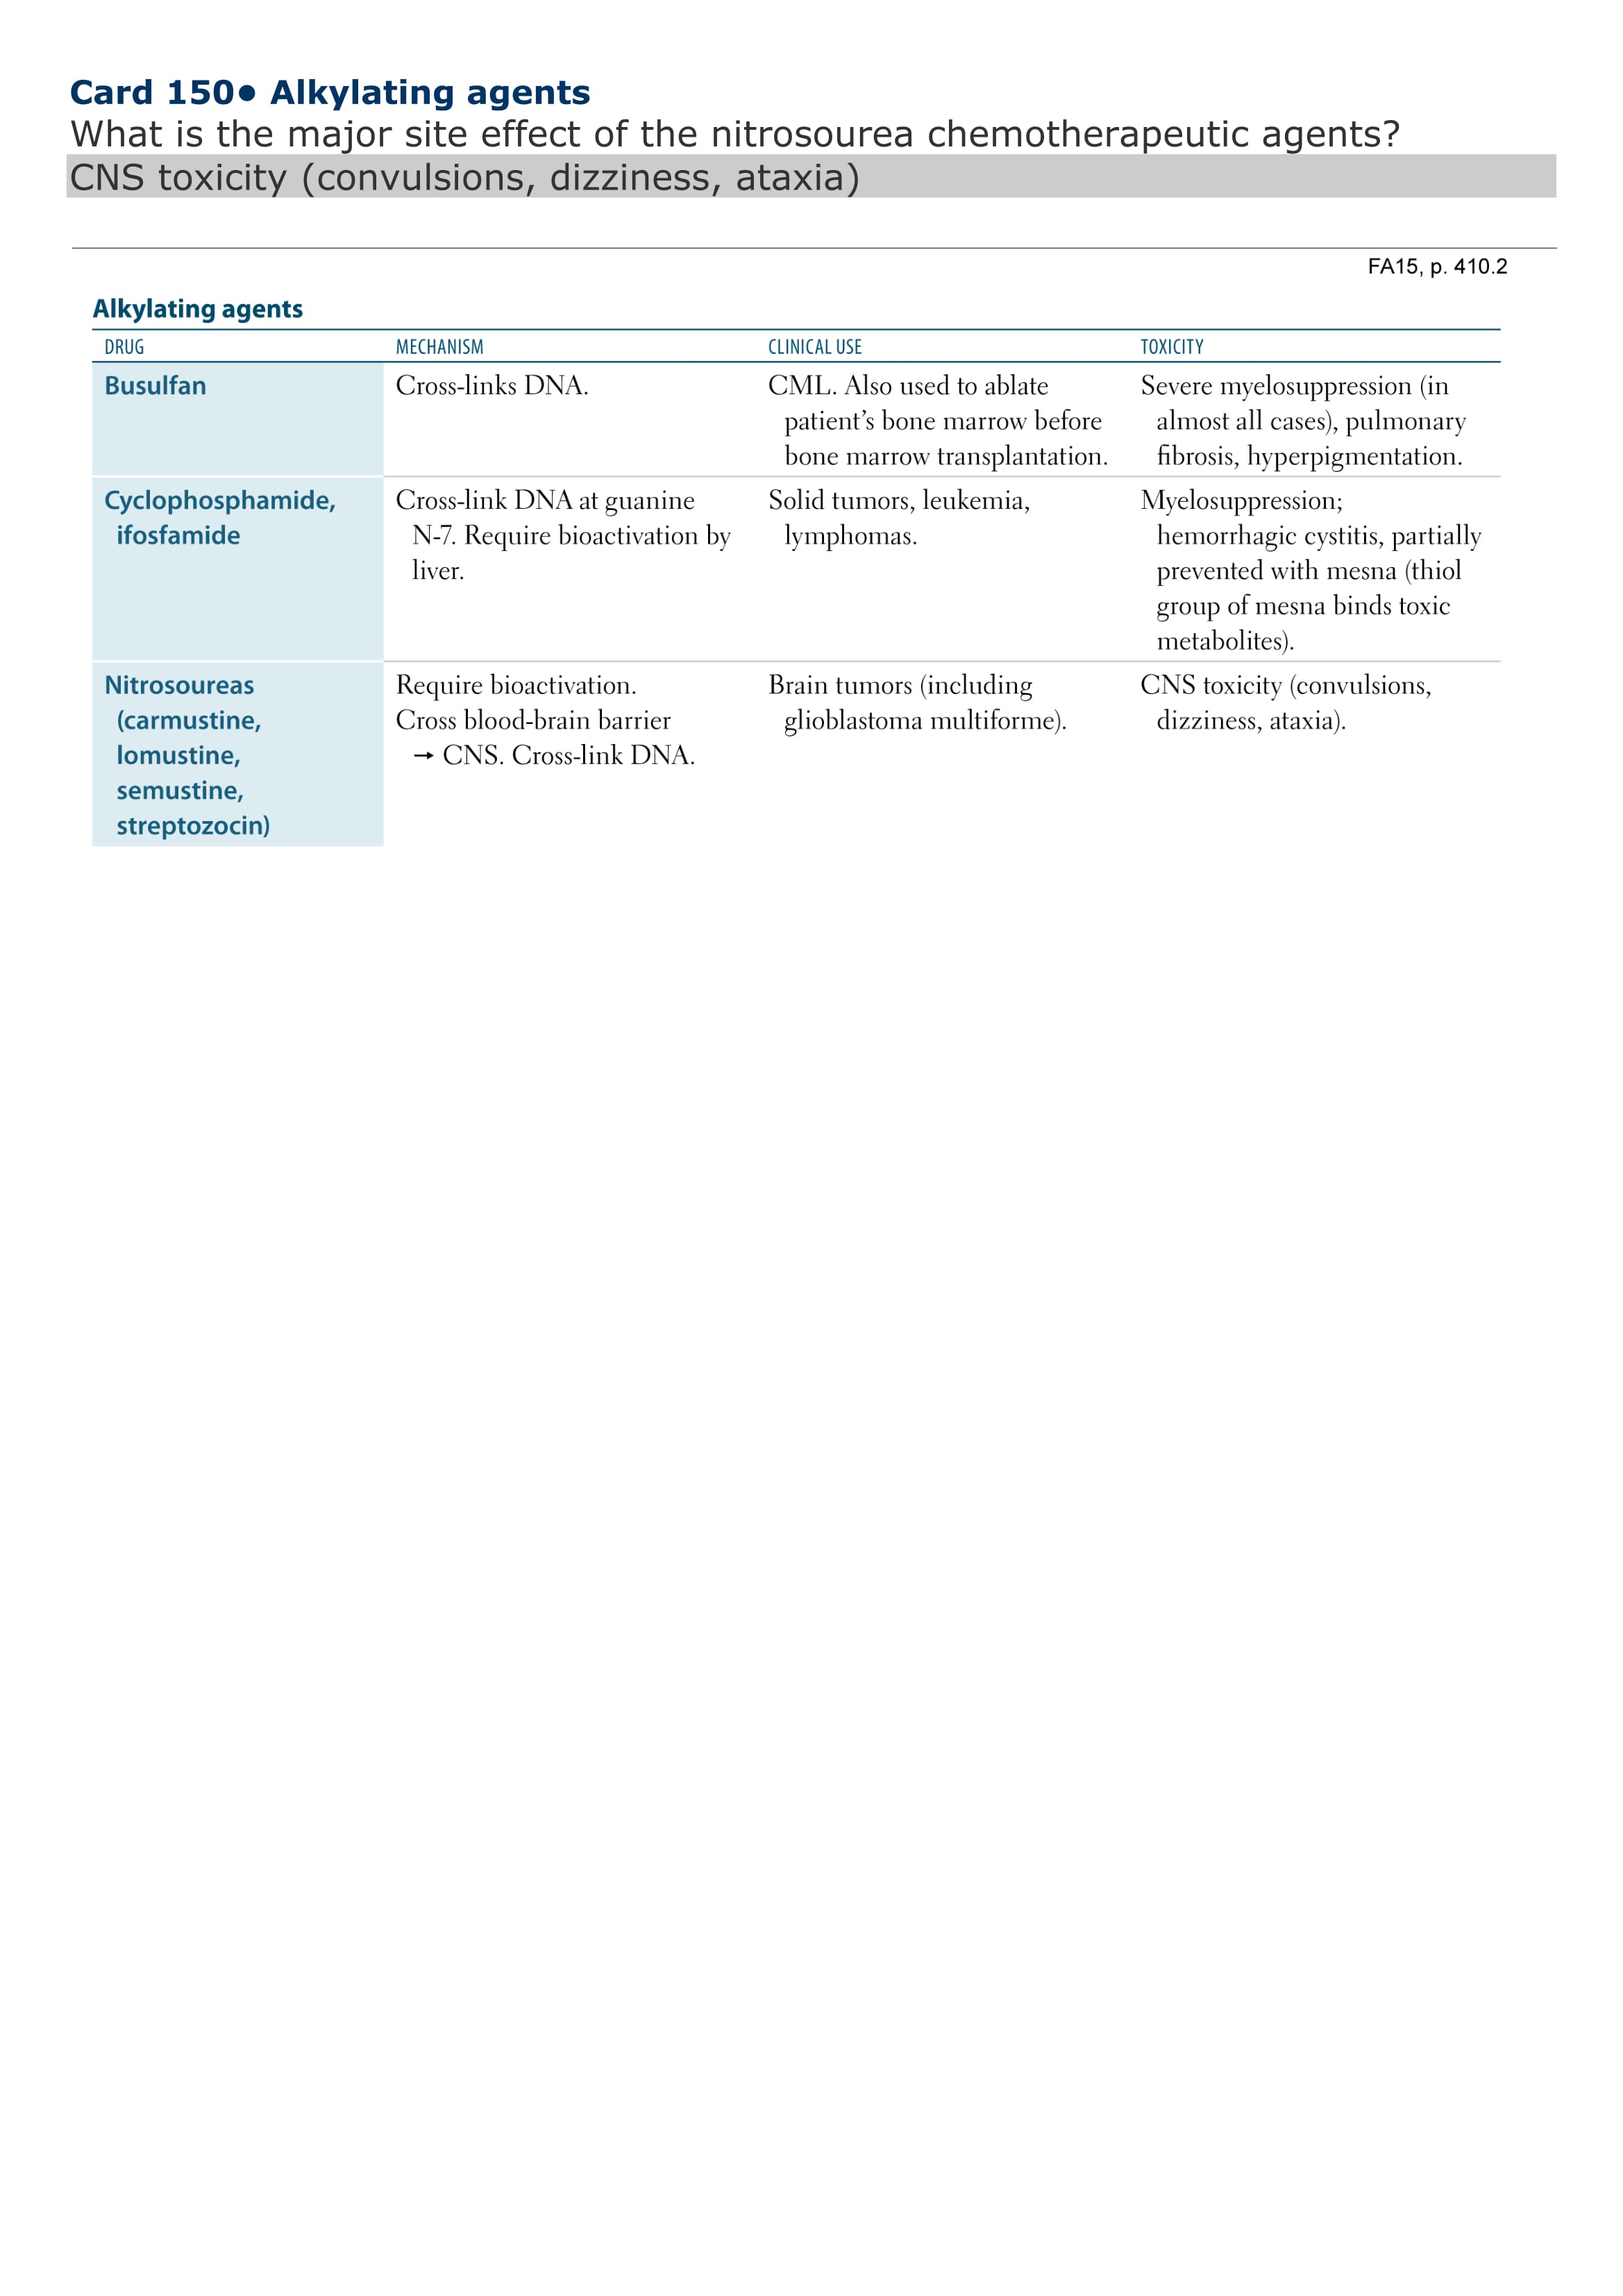 Card 150• Alkylating agents
What is the major site effect of the nitrosourea chemotherapeutic agents?
CNS toxicity (convulsions, dizziness, ataxia)
FA15, p. 410.2
Alkylating agents
DRUG MECHANISM CLINICAL USE TOXICITY
Busulfan
Cross-links DNA.
CML. Also used to ablate
patient’s bone marrow before
bone marrow transplantation.
Severe myelosuppression (in
almost all cases), pulmonary
fibrosis, hyperpigmentation.
Cyclophosphamide,
ifosfamide
Cross-link DNA at guanine
N-7. Require bioactivation by
liver.
Solid tumors, leukemia,
lymphomas.
Myelosuppression;
hemorrhagic cystitis, partially
prevented with mesna (thiol
group of mesna binds toxic
metabolites).
Nitrosoureas
(carmustine,
lomustine,
semustine,
streptozocin)
Require bioactivation.
Cross blood-brain barrier
→ CNS. Cross-link DNA.
Brain tumors (including
glioblastoma multiforme).
CNS toxicity (convulsions,
dizziness, ataxia).